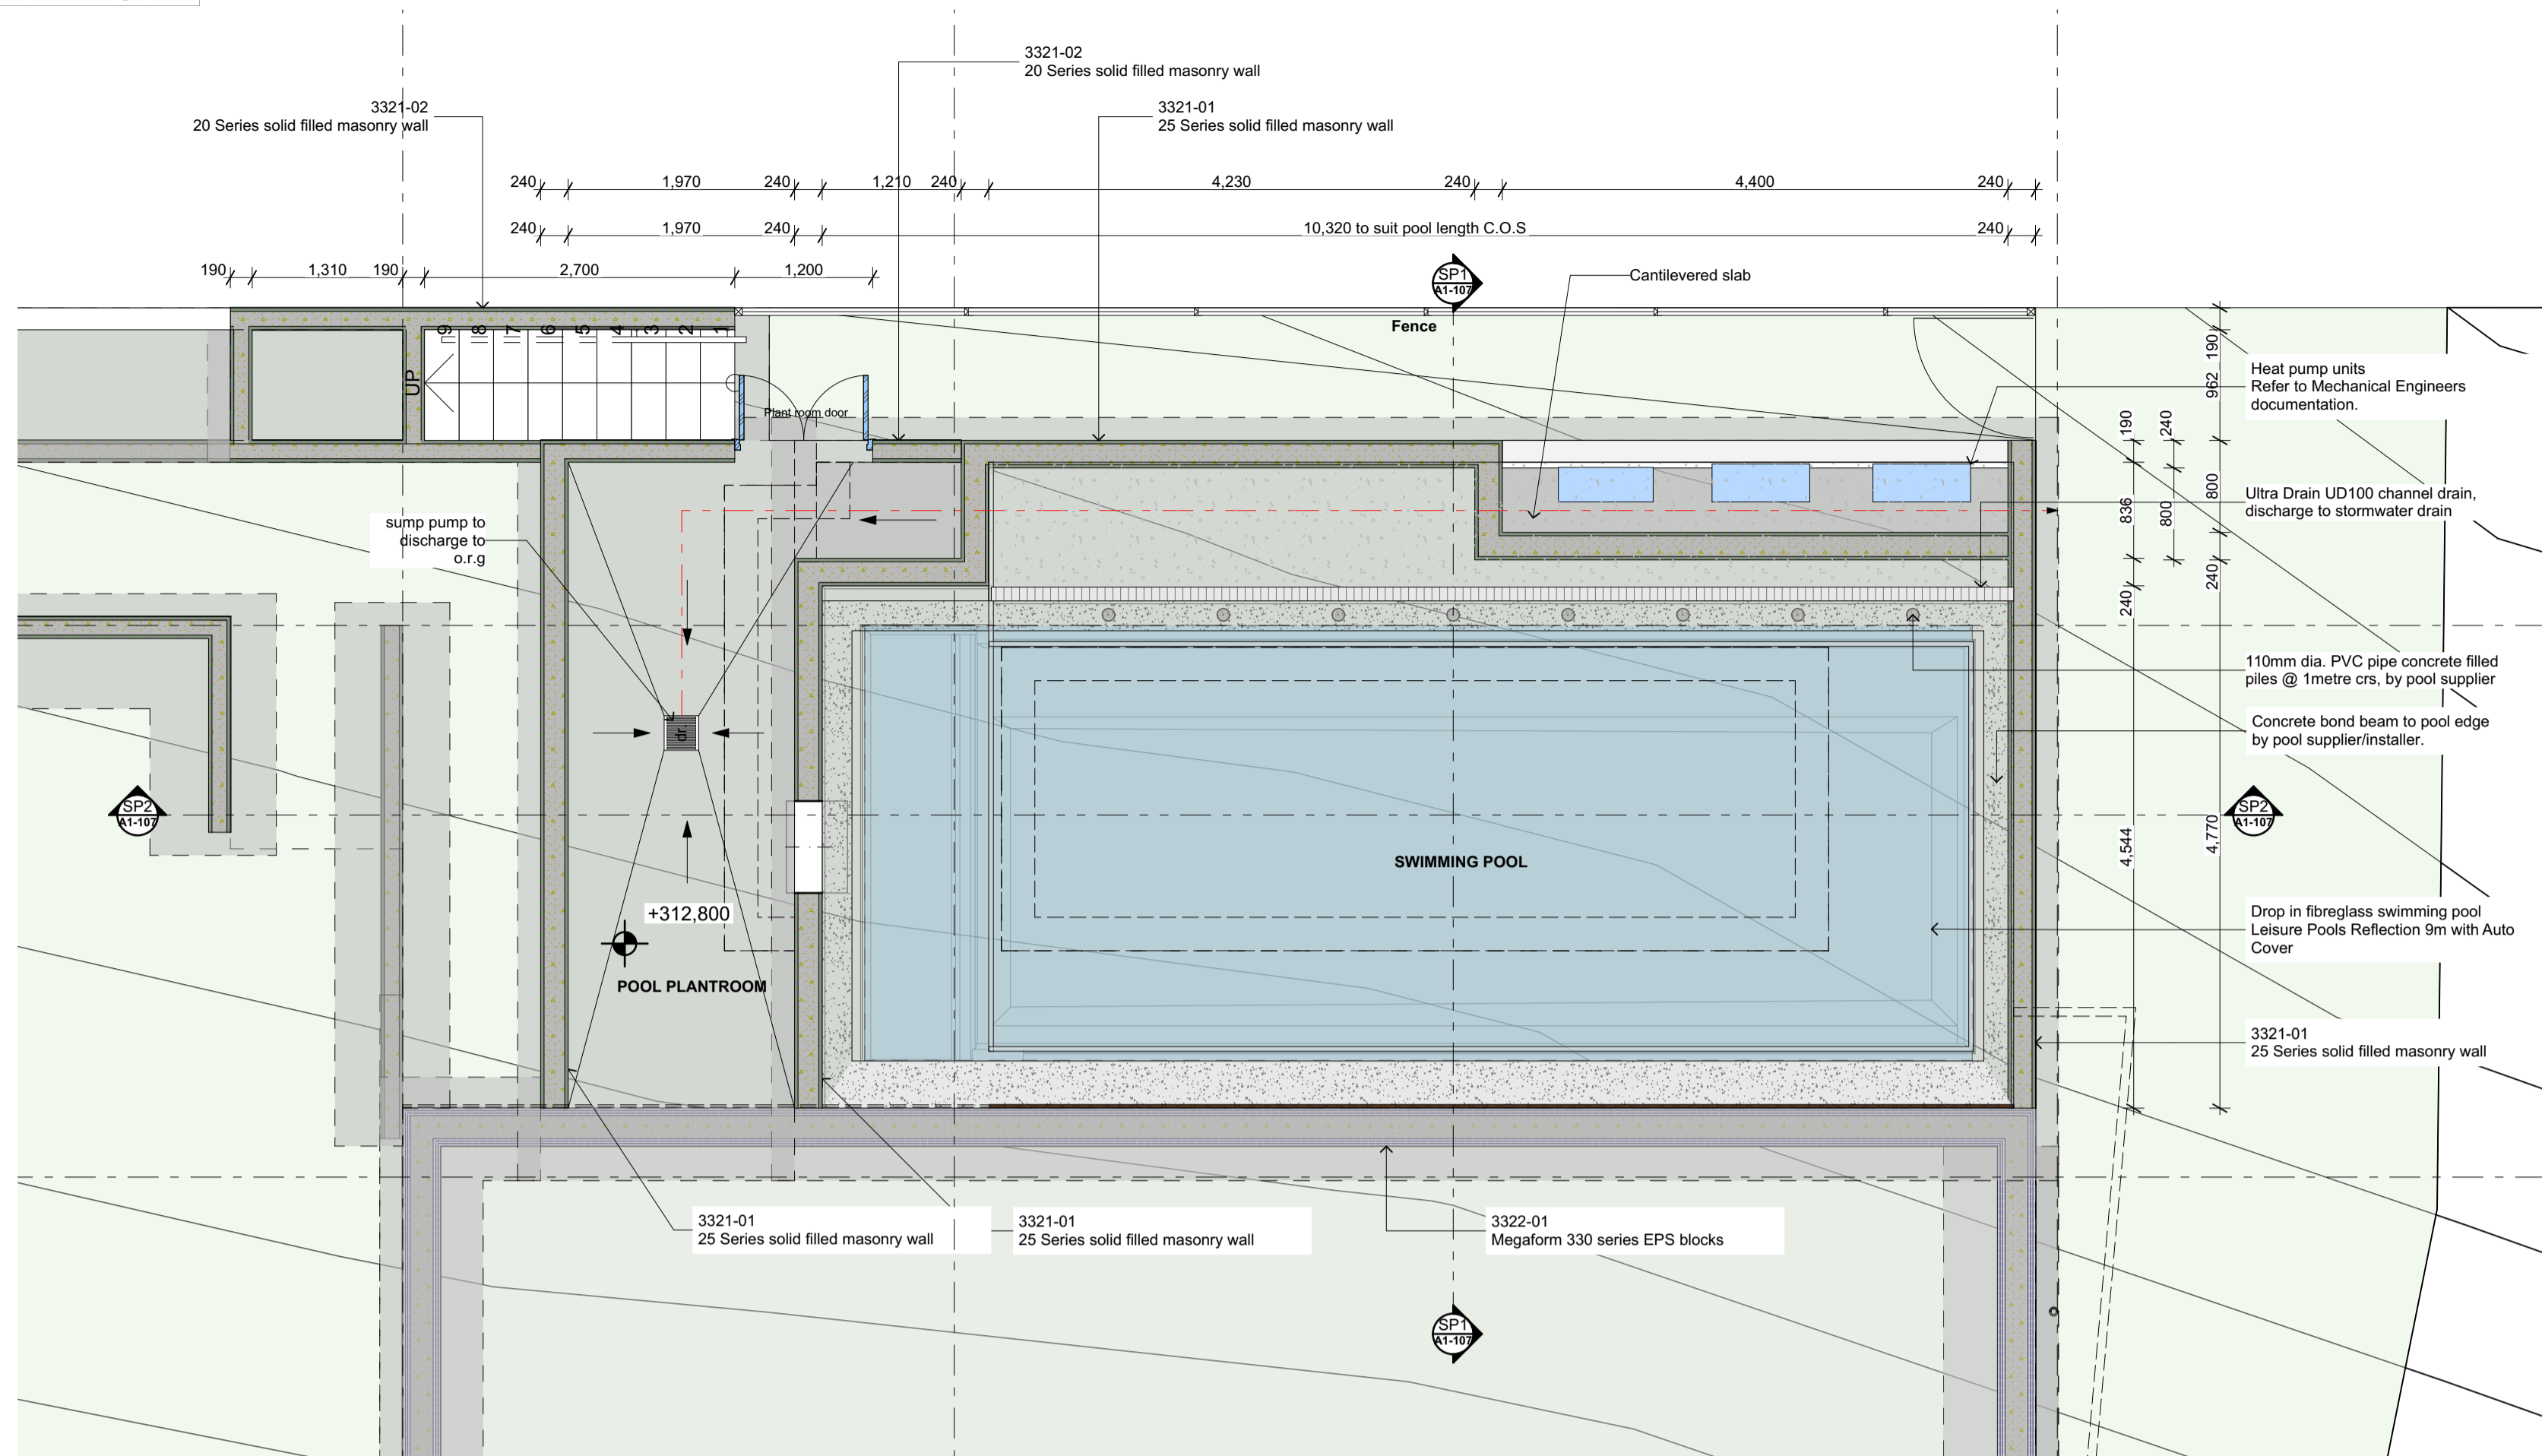 3321-02
20 Series solid filled masonry wall
3321-02
20 Series solid filled masonry wall
3321-01
25 Series solid filled masonry wall
240 1,970 240 1,210 240 4,230 240 4,400 240
240 1,970 240 10,320 to suit pool length C.O.S 240
190 1,310 190 2,700 1,200
SP1
A1-107
Cantilevered slab
Fence
9 8 7 6 5 4 3 2 1
UP
Plant room door
190
962
800
240
4,770
240
800
190
836
240
4,544
Heat pump units
Refer to Mechanical Engineers
documentation.
Ultra Drain UD100 channel drain,
discharge to stormwater drain
sump pump to
discharge to
o.r.g
110mm dia. PVC pipe concrete filled
piles @ 1metre crs, by pool supplier
Concrete bond beam to pool edge
by pool supplier/installer.
dr.
SP2
A1-107
SP2
A1-107
SWIMMING POOL
+312,800
POOL PLANTROOM
Drop in fibreglass swimming pool
Leisure Pools Reflection 9m with Auto
Cover
3321-01
25 Series solid filled masonry wall
3321-01
25 Series solid filled masonry wall
3321-01
25 Series solid filled masonry wall
3322-01
Megaform 330 series EPS blocks
SP1
A1-107